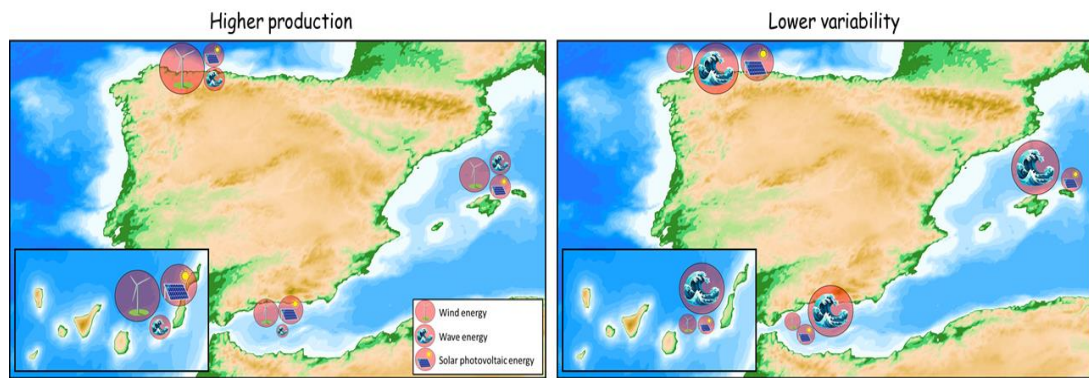 Higher production
Lower variability
Wind energy
Wave energy
Solar photovoltaic energy